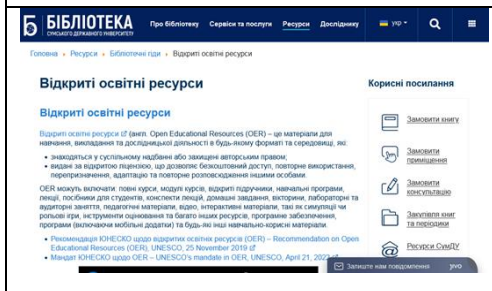 БІБЛІОТЕКА
СУМСЬКОГО ДЕРЖАВНОГО УНІВЕРСИТЕТУ
Про бібліотеку Сервіси та послуги Ресурси Досліднику укр
Головна Ресурси Бібліотечні гіди Відкриті освітні ресурси
Відкриті освітні ресурси
Відкриті освітні ресурси
Відкриті освітні ресурси (англ. Open Educational Resources (OER) – це матеріали для
навчання, викладання та дослідницької діяльності в будь-якому форматі та середовищі, які:
знаходяться у суспільному надбанні або захищені авторським правом;
видані за відкритою ліцензією, що дозволяє безкоштовний доступ, повторне використання,
перепризначення, адаптацію та повторне розповсюдження іншими особами.
OER можуть включати: повні курси, модулі курсів, відкриті підручники, навчальні програми,
лекції, посібники для студентів, конспекти лекцій, домашні завдання, вікторини, лабораторні та
аудиторні заняття, педагогічні матеріали, відео, інтерактивні матеріали, такі як симуляції чи
рольові ігри, інструменти оцінювання та багато інших ресурсів, програмне забезпечення,
програми (включаючи мобільні додатки) та будь-які інші навчально-корисні матеріали.
Рекомендація ЮНЕСКО щодо відкритих освітніх ресурсів (OER) – Recommendation on Open
Educational Resources (OER), UNESCO, 25 November 2019
Мандат ЮНЕСКО щодо OER – UNESCO's mandate in OER, UNESCO, April 21, 2023
Корисні посилання
Замовити книгу
Замовити
приміщення
Замовити
консультацію
Закупівля книг
та періодики
Ресурси СумДУ
Залиште нам повідомлення jivo